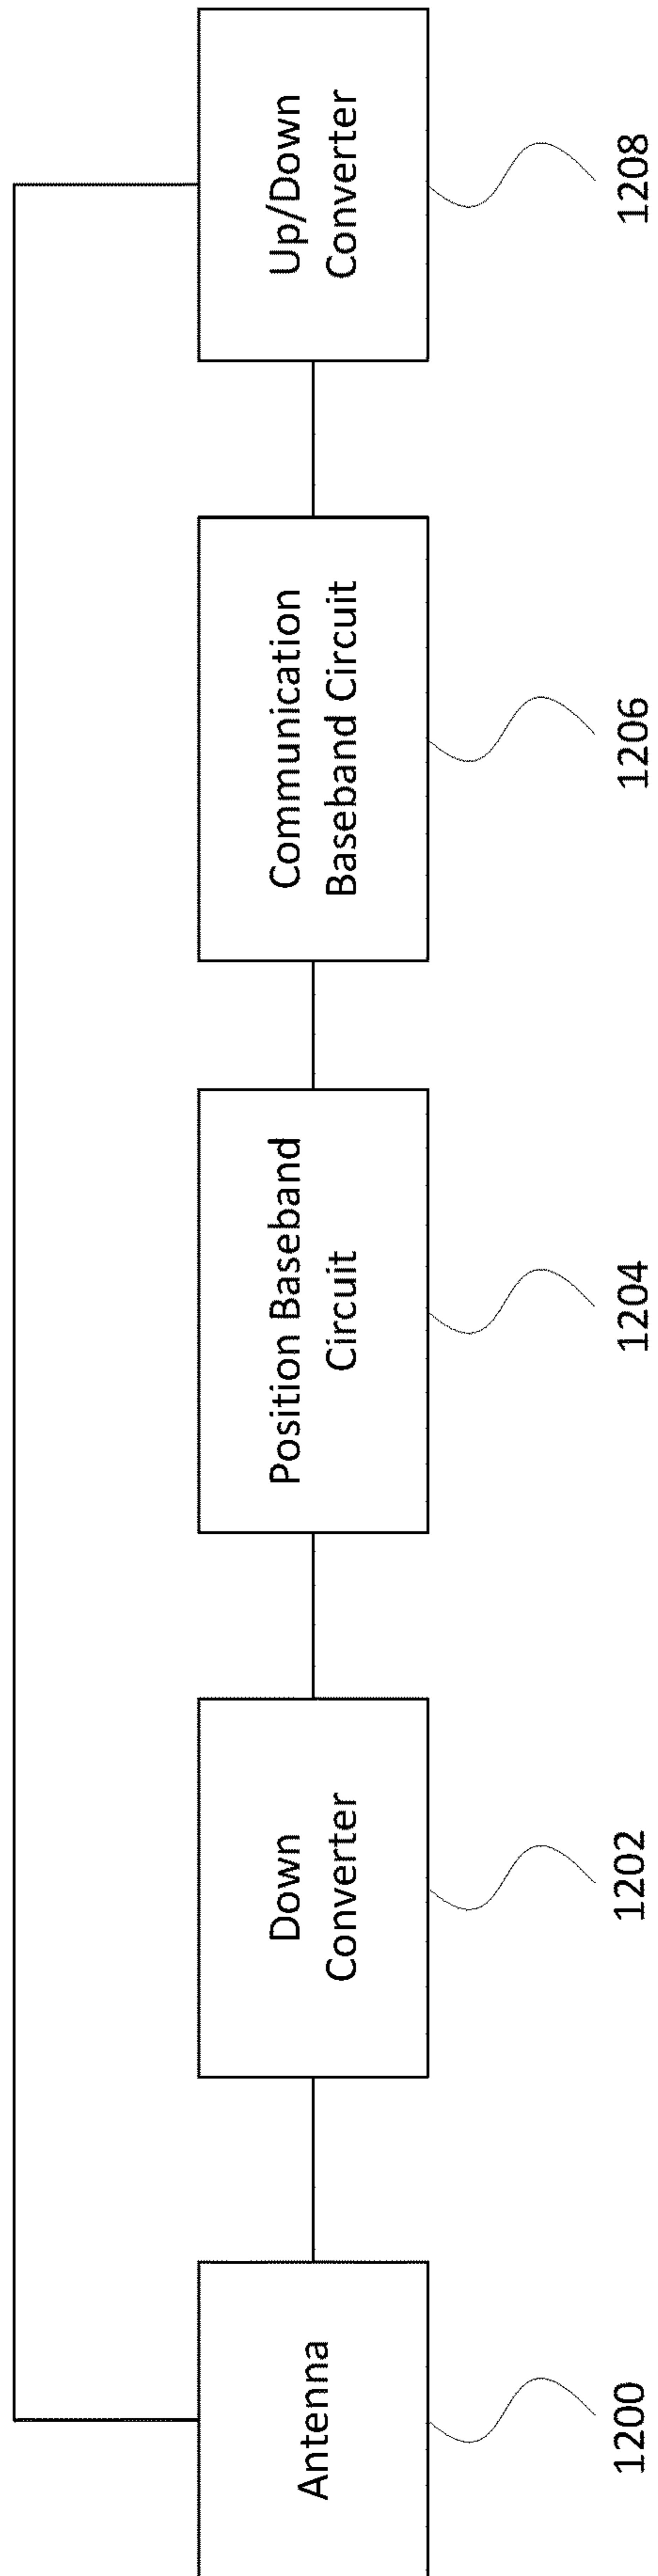 Antenna
Down
Converter
Position Baseband
Circuit
Communication
Baseband Circuit
Up/Down
Converter
1200
1202
1204
1206
1208